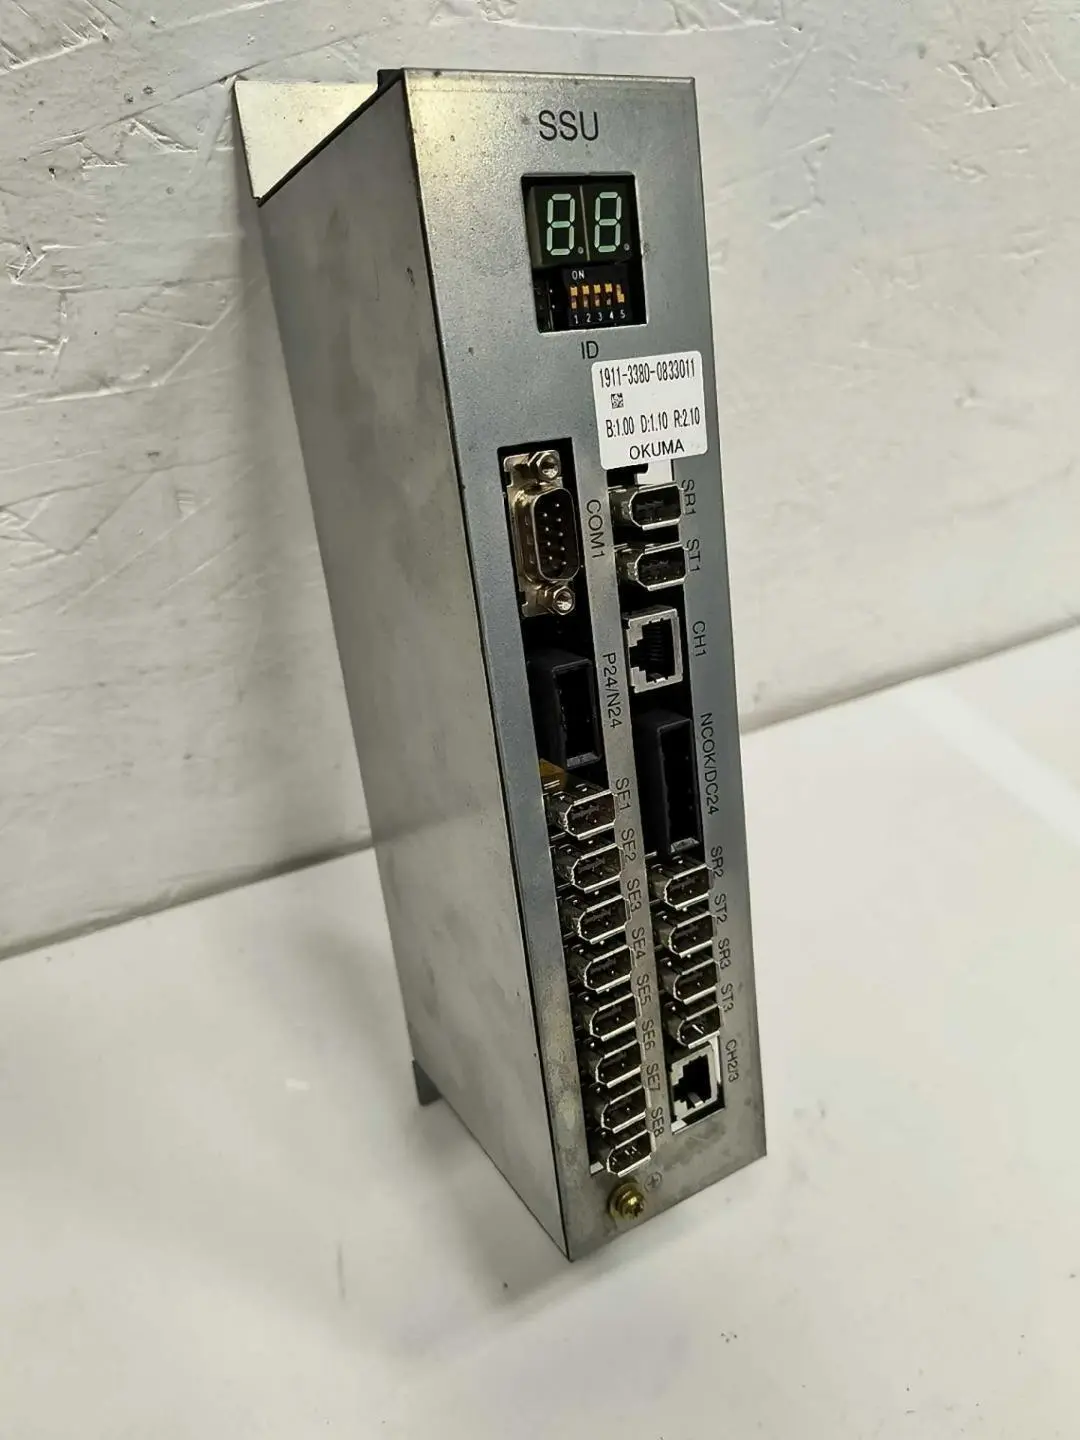 SSU
88
ON
1 2 3 4 5
ID
1911-3380-0833011
B:1.00 D:1.10 R:2.10
OKUMA
SR1
COM1
ST1
CH1
P24/N24
NCOK/DC24
SE1
SE2
SR2
SE3
ST2
SE4
SR3
SE5
ST3
SE6
CH2/3
SE7
SE8